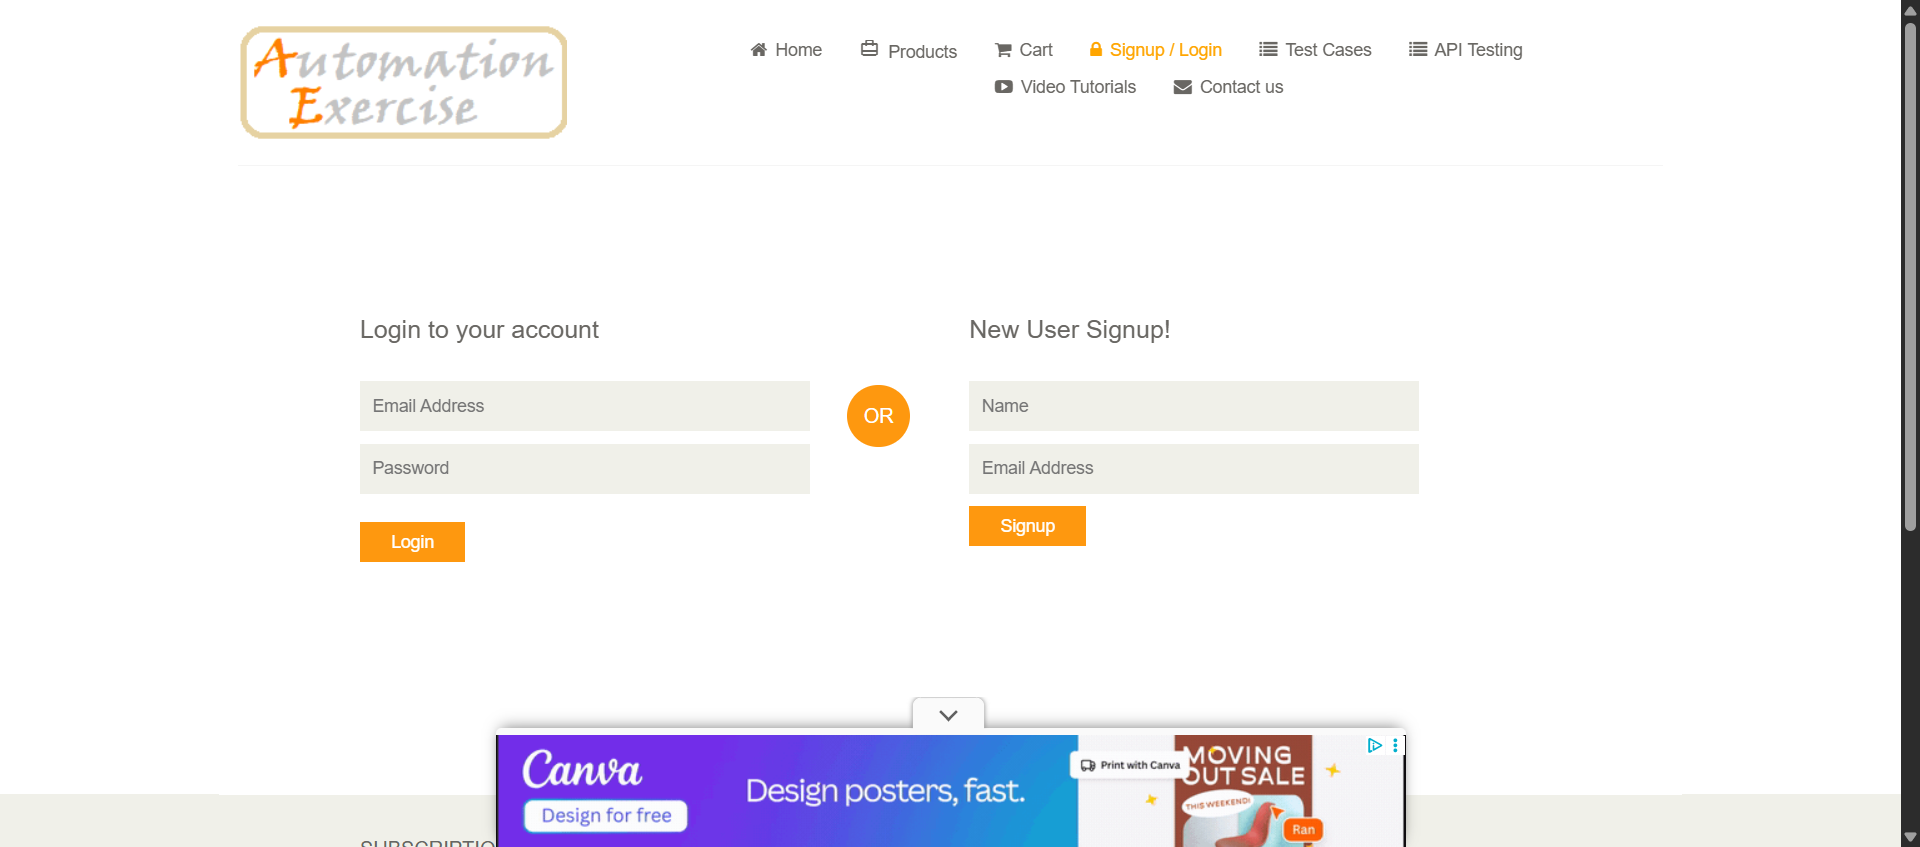 Automation
Exercise
Home
Products
Cart
Signup / Login
Test Cases
API Testing
Video Tutorials
Contact us
Login to your account
Email Address
Password
Login
OR
New User Signup!
Name
Email Address
Signup
Canva
Design for free
Design posters, fast.
Print with Canva
MOVING
OUT SALE
THIS WEEKEND!
Ran